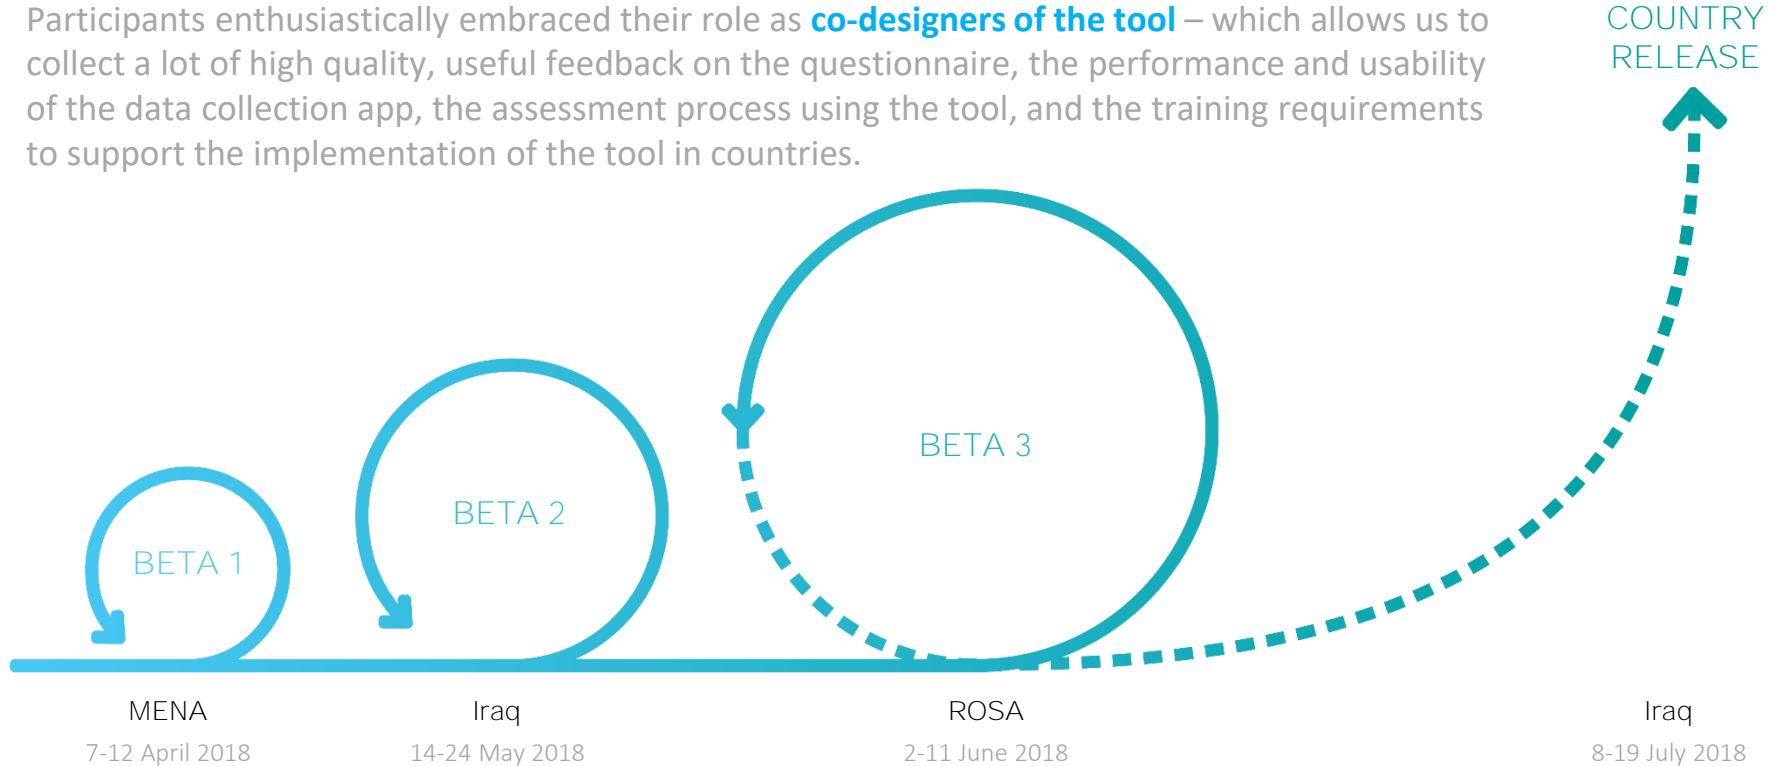 Participants enthusiastically embraced their role as co-designers of the tool – which allows us to
collect a lot of high quality, useful feedback on the questionnaire, the performance and usability
of the data collection app, the assessment process using the tool, and the training requirements
to support the implementation of the tool in countries.
COUNTRY
RELEASE
BETA 1
BETA 2
BETA 3
MENA
7-12 April 2018
Iraq
14-24 May 2018
ROSA
2-11 June 2018
Iraq
8-19 July 2018